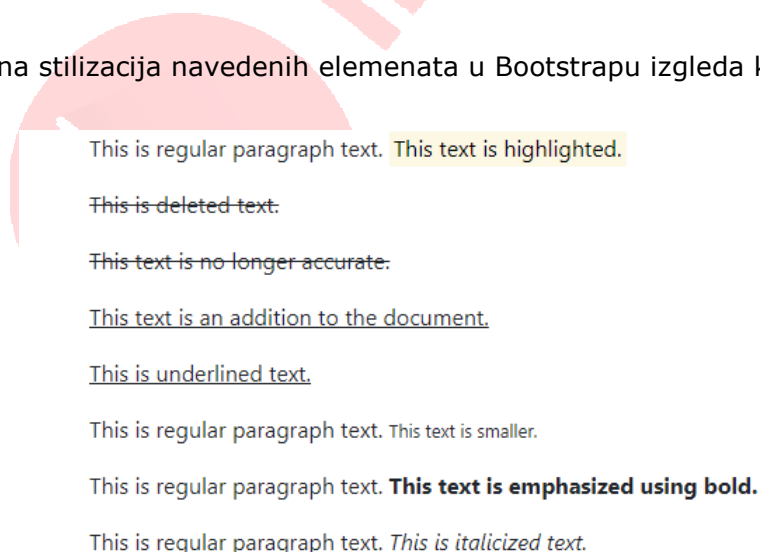 na stilizacija navedenih elemenata u Bootstrapu izgleda
This is regular paragraph text. This text is highlighted.
This is deleted text.
This text is no longer accurate.
This text is an addition to the document.
This is underlined text.
This is regular paragraph text. This text is smaller.
This is regular paragraph text. This text is emphasized using bold.
This is regular paragraph text. This is italicized text.